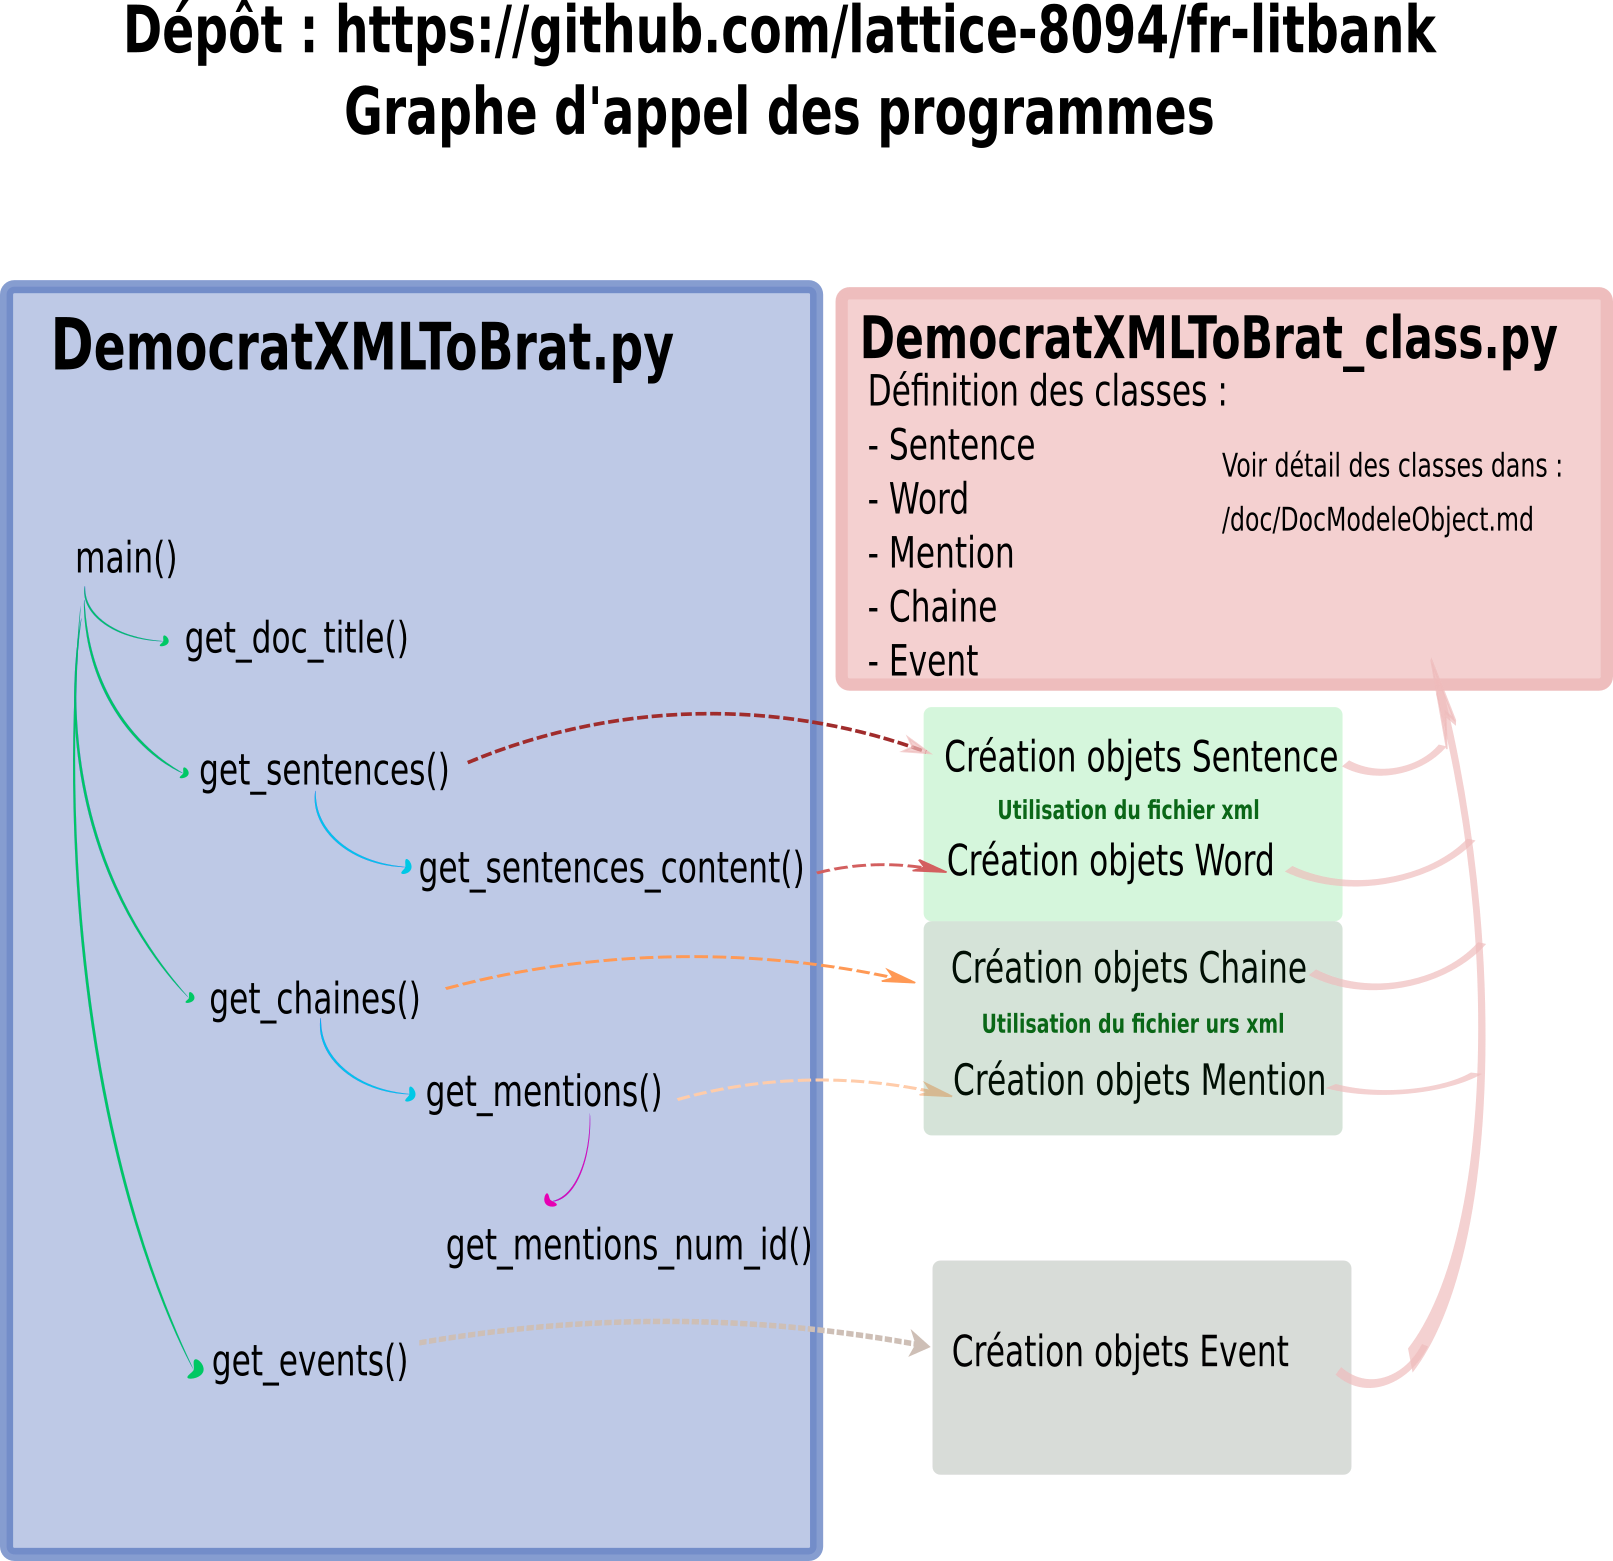 Dépôt : https://github.com/lattice-8094/fr-litbank
Graphe d'appel des programmes
DemocratXMLToBrat.py
main()
get_doc_title()
get_sentences()
get_sentences_content()
get_chaines()
get_mentions()
get_mentions_num_id()
get_events()
DemocratXMLToBrat_class.py
Définition des classes :
- Sentence
- Word
- Mention
- Chaine
- Event
Voir détail des classes dans :
/doc/DocModeleObject.md
Création objets Sentence
Utilisation du fichier xml
Création objets Word
Création objets Chaine
Utilisation du fichier urs xml
Création objets Mention
Création objets Event